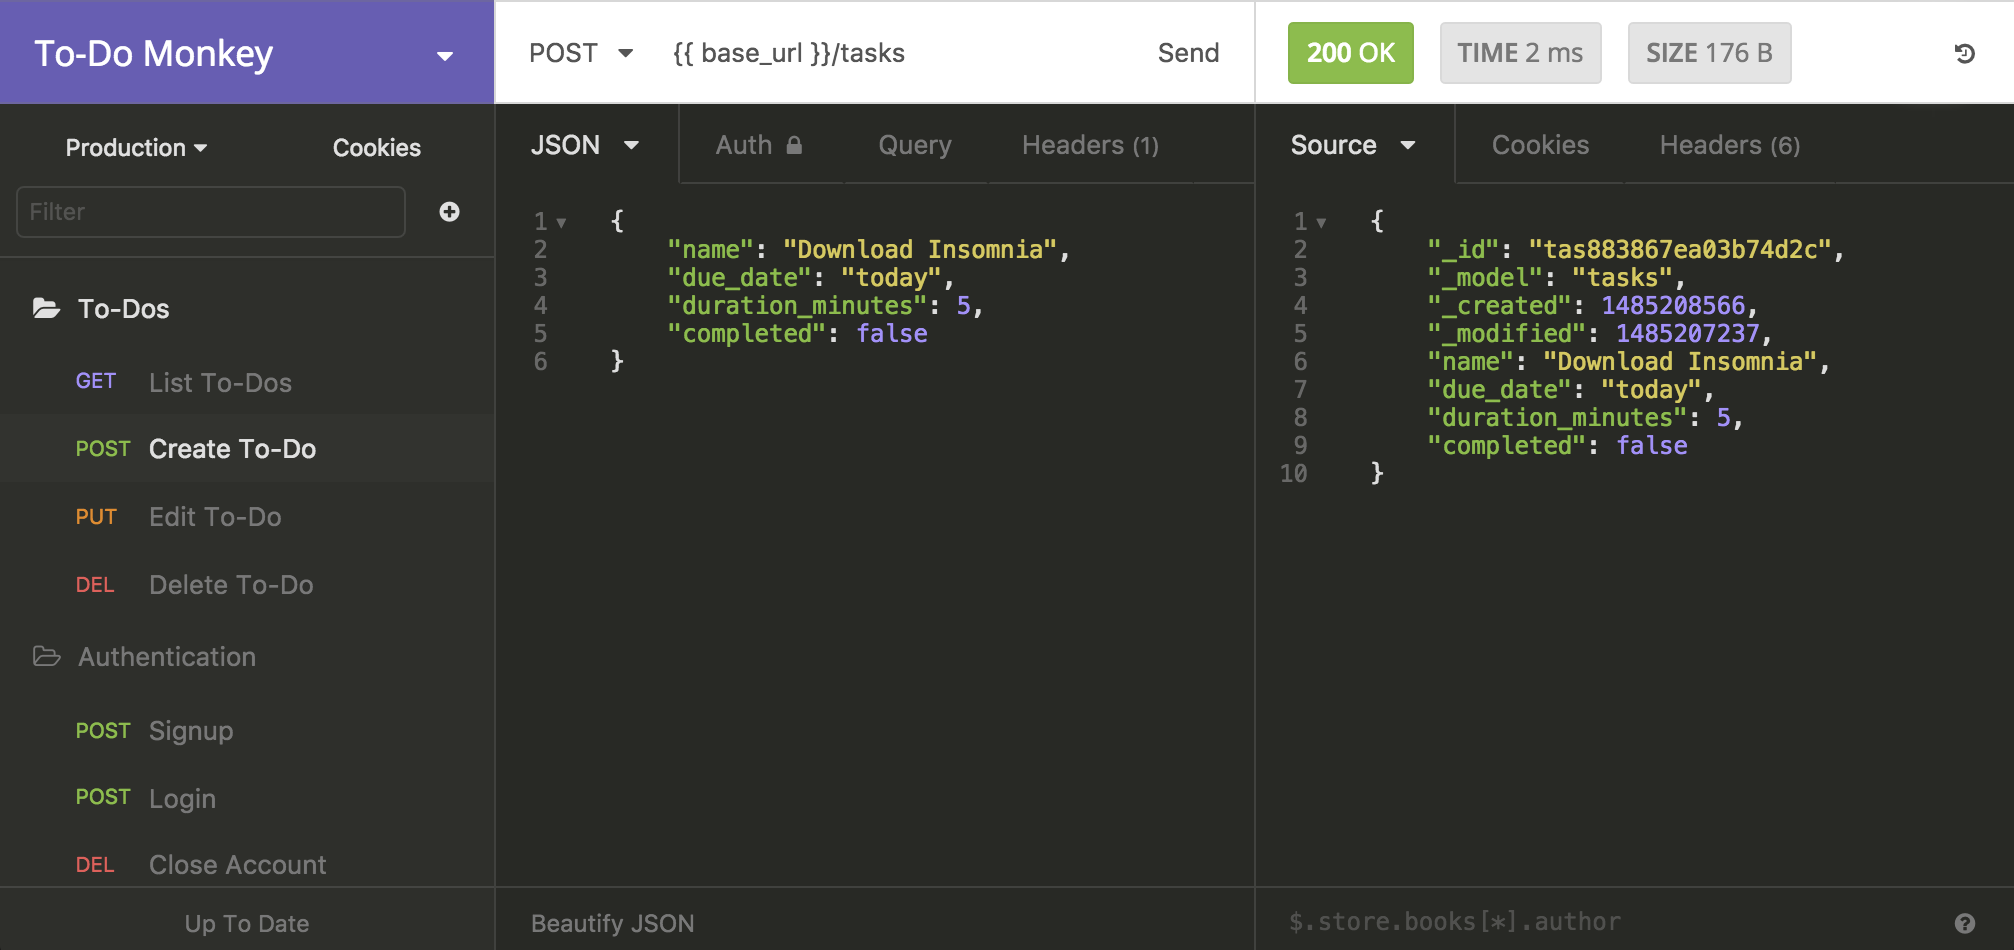 To-Do Monkey
Production
Cookies
Filter
To-Dos
GET List To-Dos
POST Create To-Do
PUT Edit To-Do
DEL Delete To-Do
Authentication
POST Signup
POST Login
DEL Close Account
Up To Date
POST {{ base_url }}/tasks Send
JSON Auth Query Headers (1)
1 {
2 "name": "Download Insomnia",
3 "due_date": "today",
4 "duration_minutes": 5,
5 "completed": false
6 }
Beautify JSON
200 OK TIME 2 ms SIZE 176 B
Source Cookies Headers (6)
1 {
2 "_id": "tas883867ea03b74d2c",
3 "_model": "tasks",
4 "_created": 1485208566,
5 "_modified": 1485207237,
6 "name": "Download Insomnia",
7 "due_date": "today",
8 "duration_minutes": 5,
9 "completed": false
10 }
$.store.books[*].author